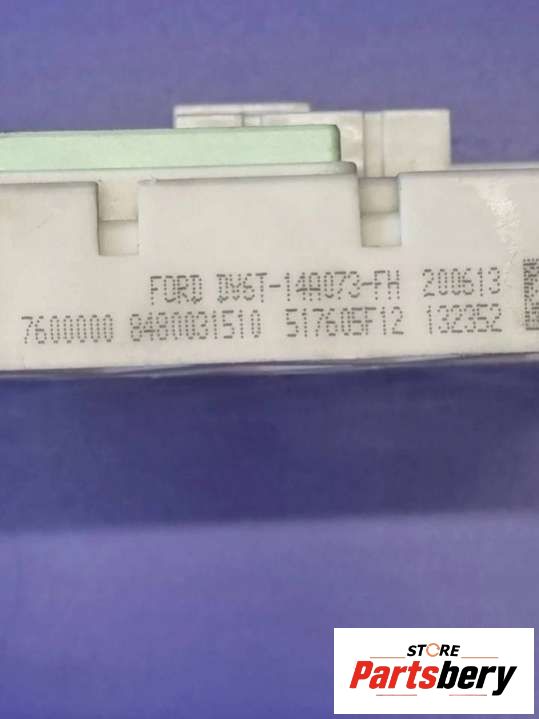 FORD DV6T-14A073-FH 200613
7600000 8480031510 517605F12 132352
STORE
Partsbery